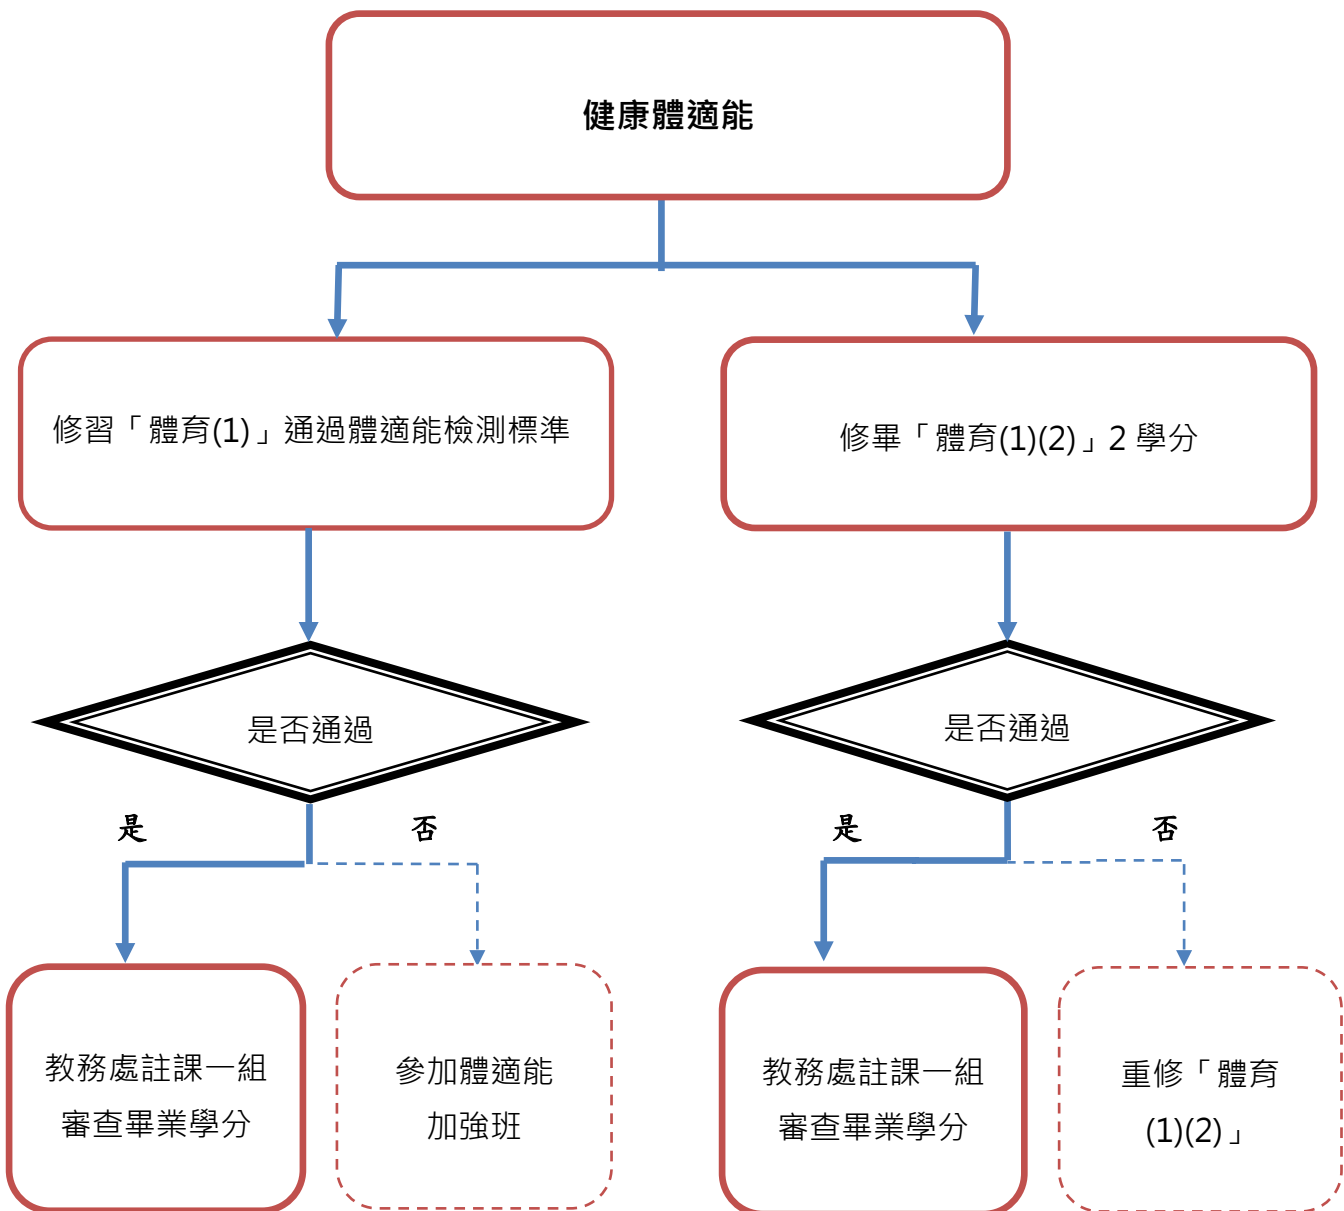 健康體適能
修習「體育(1)」通過體適能檢測標準
修畢「體育(1)(2)」2 學分
是否通過
是否通過
是
否
是
否
教務處註課一組
審查畢業學分
參加體適能
加強班
教務處註課一組
審查畢業學分
重修「體育
(1)(2)」